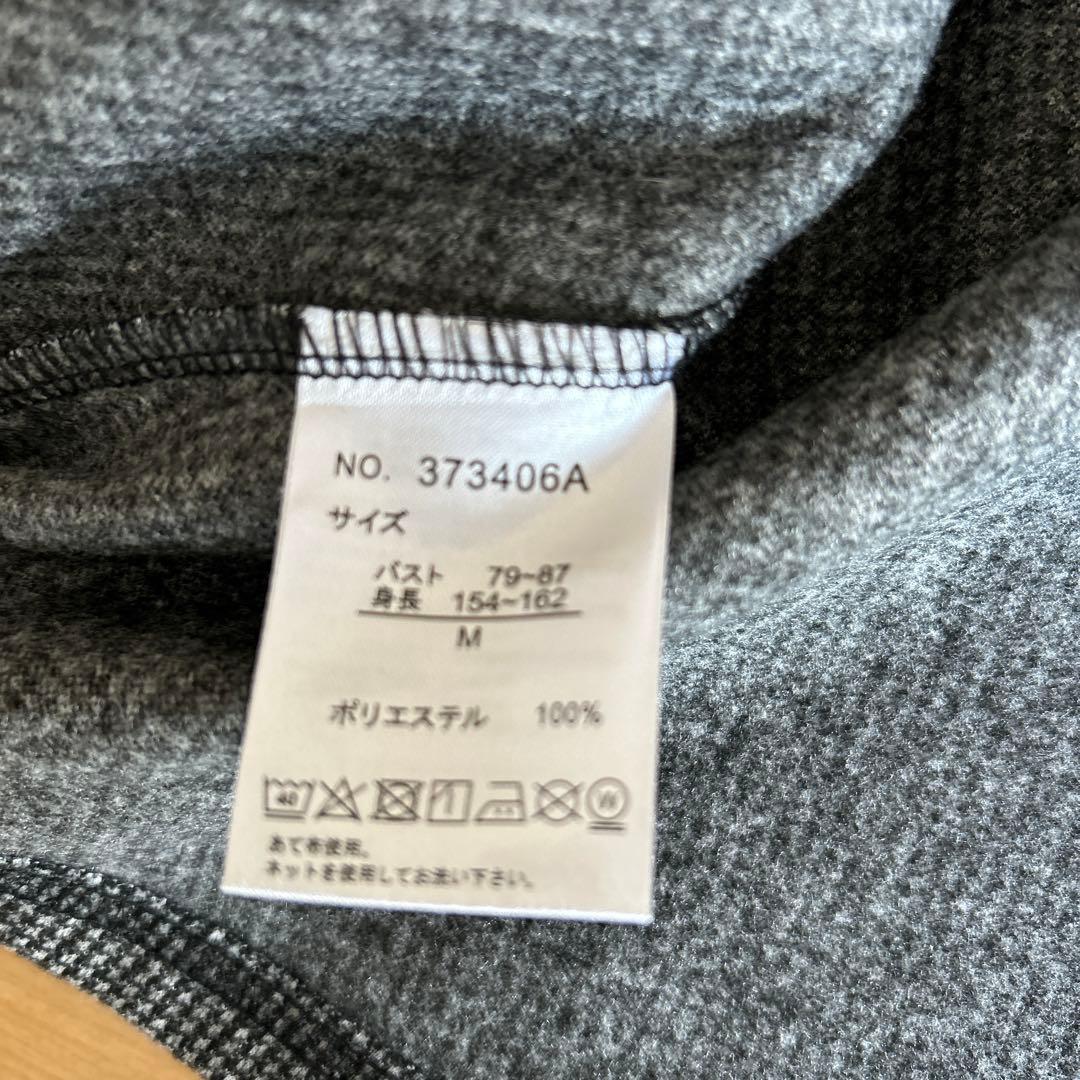 NO. 373406A
サイズ
バスト 79~87
身長 154~162
M
ポリエステル 100%
40 W
あて布使用。
ネットを使用してお洗い下さい。